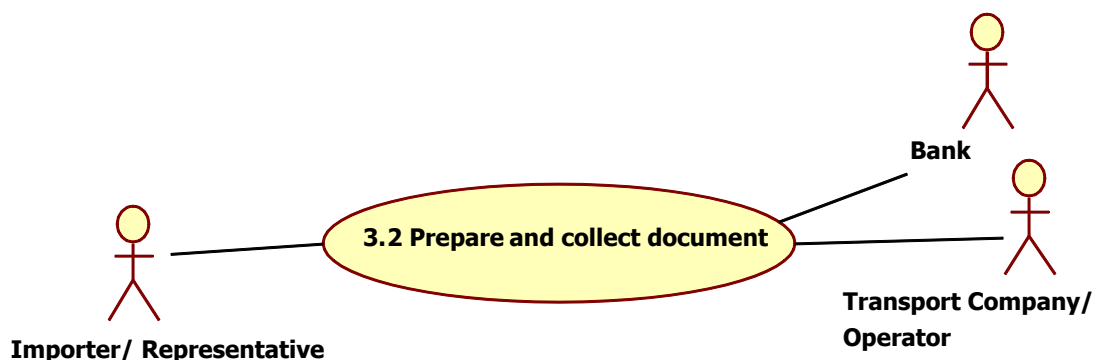 Bank
3.2 Prepare and collect document
Transport Company/
Operator
Importer/ Representative